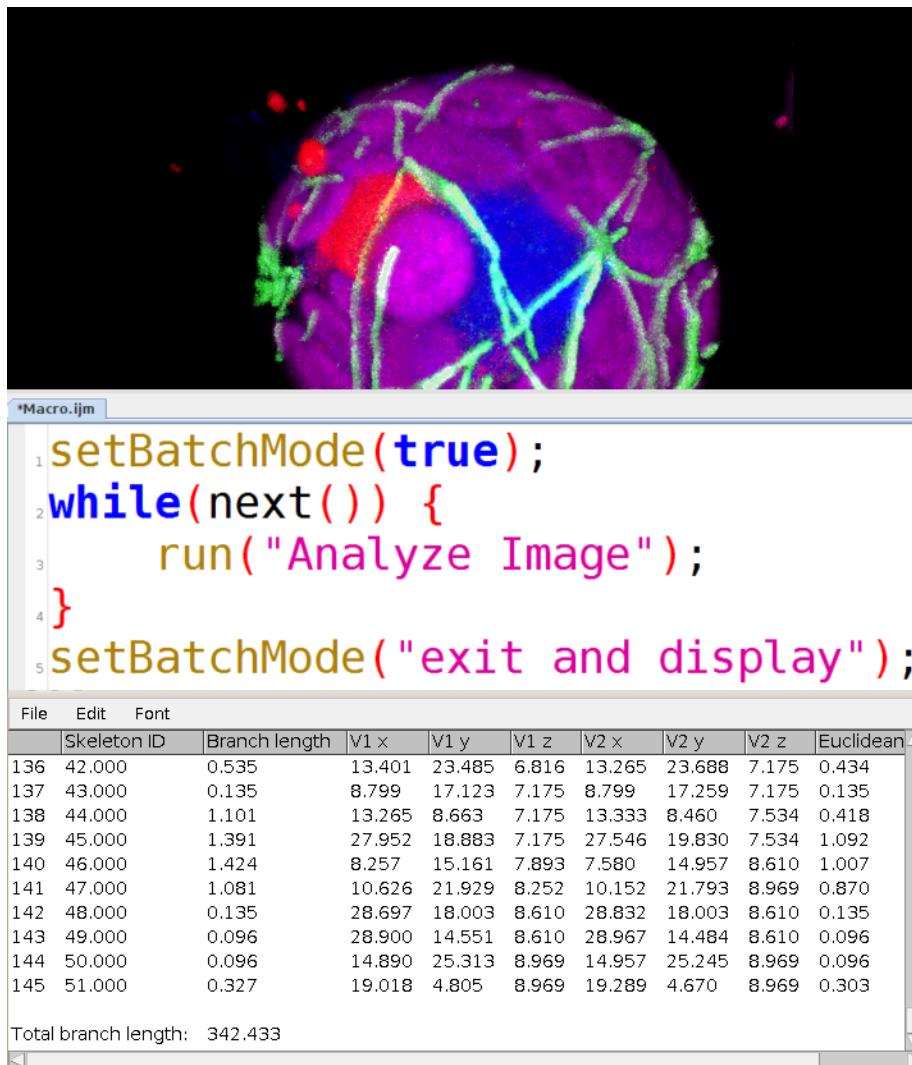 *Macro.ijm
1 setBatchMode(true);
2 while(next()) {
3 run("Analyze Image");
4 }
5 setBatchMode("exit and display");
File Edit Font
Skeleton ID Branch length V1 x V1 y V1 z V2 x V2 y V2 z Euclidean
136 42.000 0.535 13.401 23.485 6.816 13.265 23.688 7.175 0.434
137 43.000 0.135 8.799 17.123 7.175 8.799 17.259 7.175 0.135
138 44.000 1.101 13.265 8.663 7.175 13.333 8.460 7.534 0.418
139 45.000 1.391 27.952 18.883 7.175 27.546 19.830 7.534 1.092
140 46.000 1.424 8.257 15.161 7.893 7.580 14.957 8.610 1.007
141 47.000 1.081 10.626 21.929 8.252 10.152 21.793 8.969 0.870
142 48.000 0.135 28.697 18.003 8.610 28.832 18.003 8.610 0.135
143 49.000 0.096 28.900 14.551 8.610 28.967 14.484 8.610 0.096
144 50.000 0.096 14.890 25.313 8.969 14.957 25.245 8.969 0.096
145 51.000 0.327 19.018 4.805 8.969 19.289 4.670 8.969 0.303
Total branch length: 342.433